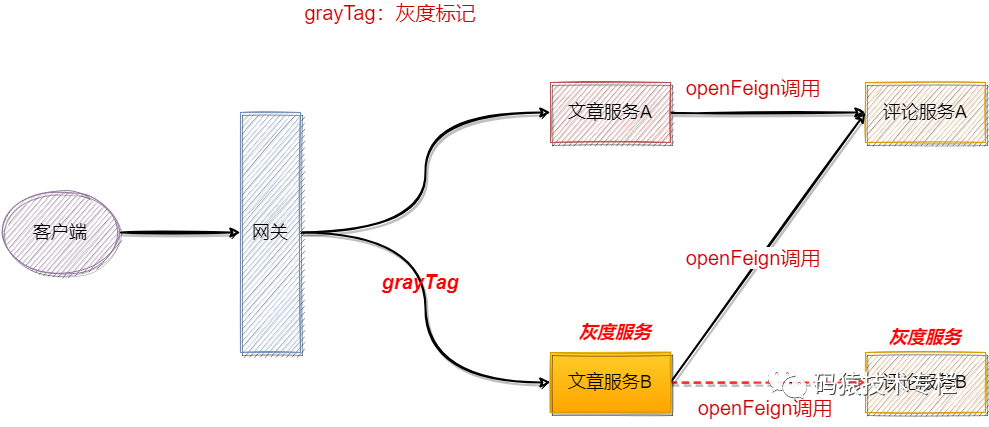 grayTag：灰度标记
文章服务A
openFeign调用
评论服务A
客户端
网关
openFeign调用
grayTag
灰度服务
灰度服务
文章服务B
评论服务B
码猿技术专栏
openFeign调用